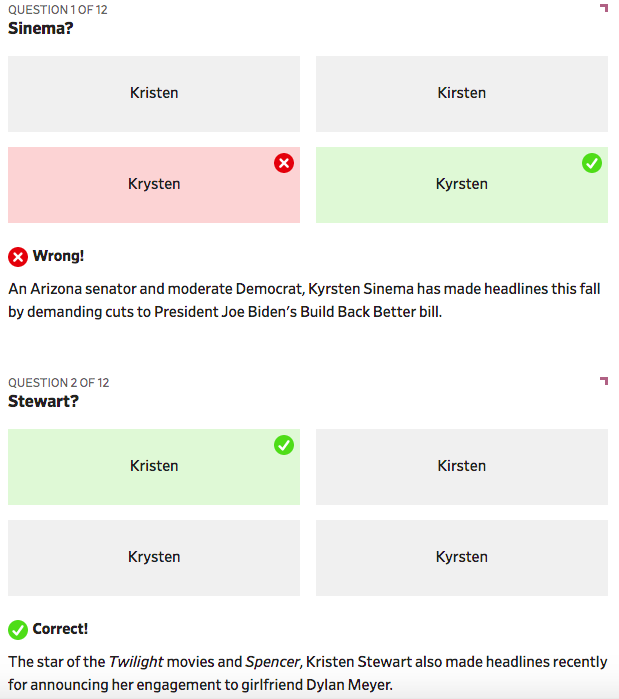 QUESTION 1 OF 12
Sinema?
Kristen
Kirsten
Krysten
Kyrsten
Wrong!
An Arizona senator and moderate Democrat, Kyrsten Sinema has made headlines this fall
by demanding cuts to President Joe Biden's Build Back Better bill.
QUESTION 2 OF 12
Stewart?
Kristen
Kirsten
Krysten
Kyrsten
Correct!
The star of the Twilight movies and Spencer, Kristen Stewart also made headlines recently
for announcing her engagement to girlfriend Dylan Meyer.